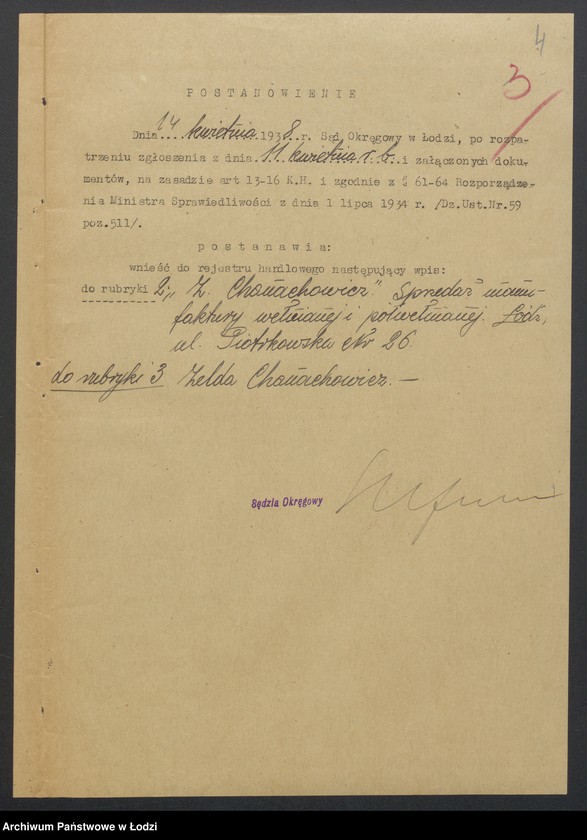 4
3
POSTANOWIENIE
Dnia 14 kwietnia 1938 r. Sąd Okręgowy w Łodzi, po rozpa-
trzeniu zgłoszenia z dnia 11 kwietnia r. b. i załączonych doku-
mentów, na zasadzie art 13-16 K.H. i zgodnie z § 61-64 Rozporządze-
nia Ministra Sprawiedliwości z dnia 1 lipca 1934 r. /Dz.Ust.Nr.59
poz.511/.
postanawia:
wnieść do rejestru handlowego następujący wpis:
do rubryki 2: „Z. Chanachowicz". Sprzedaż manu-
faktury wełnianej i półwełnianej. Łódź,
ul. Piotrkowska Nr 26.
do rubryki 3 Zelda Chanachowicz. —
Sędzia Okręgowy
Archiwum Państwowe w Łodzi